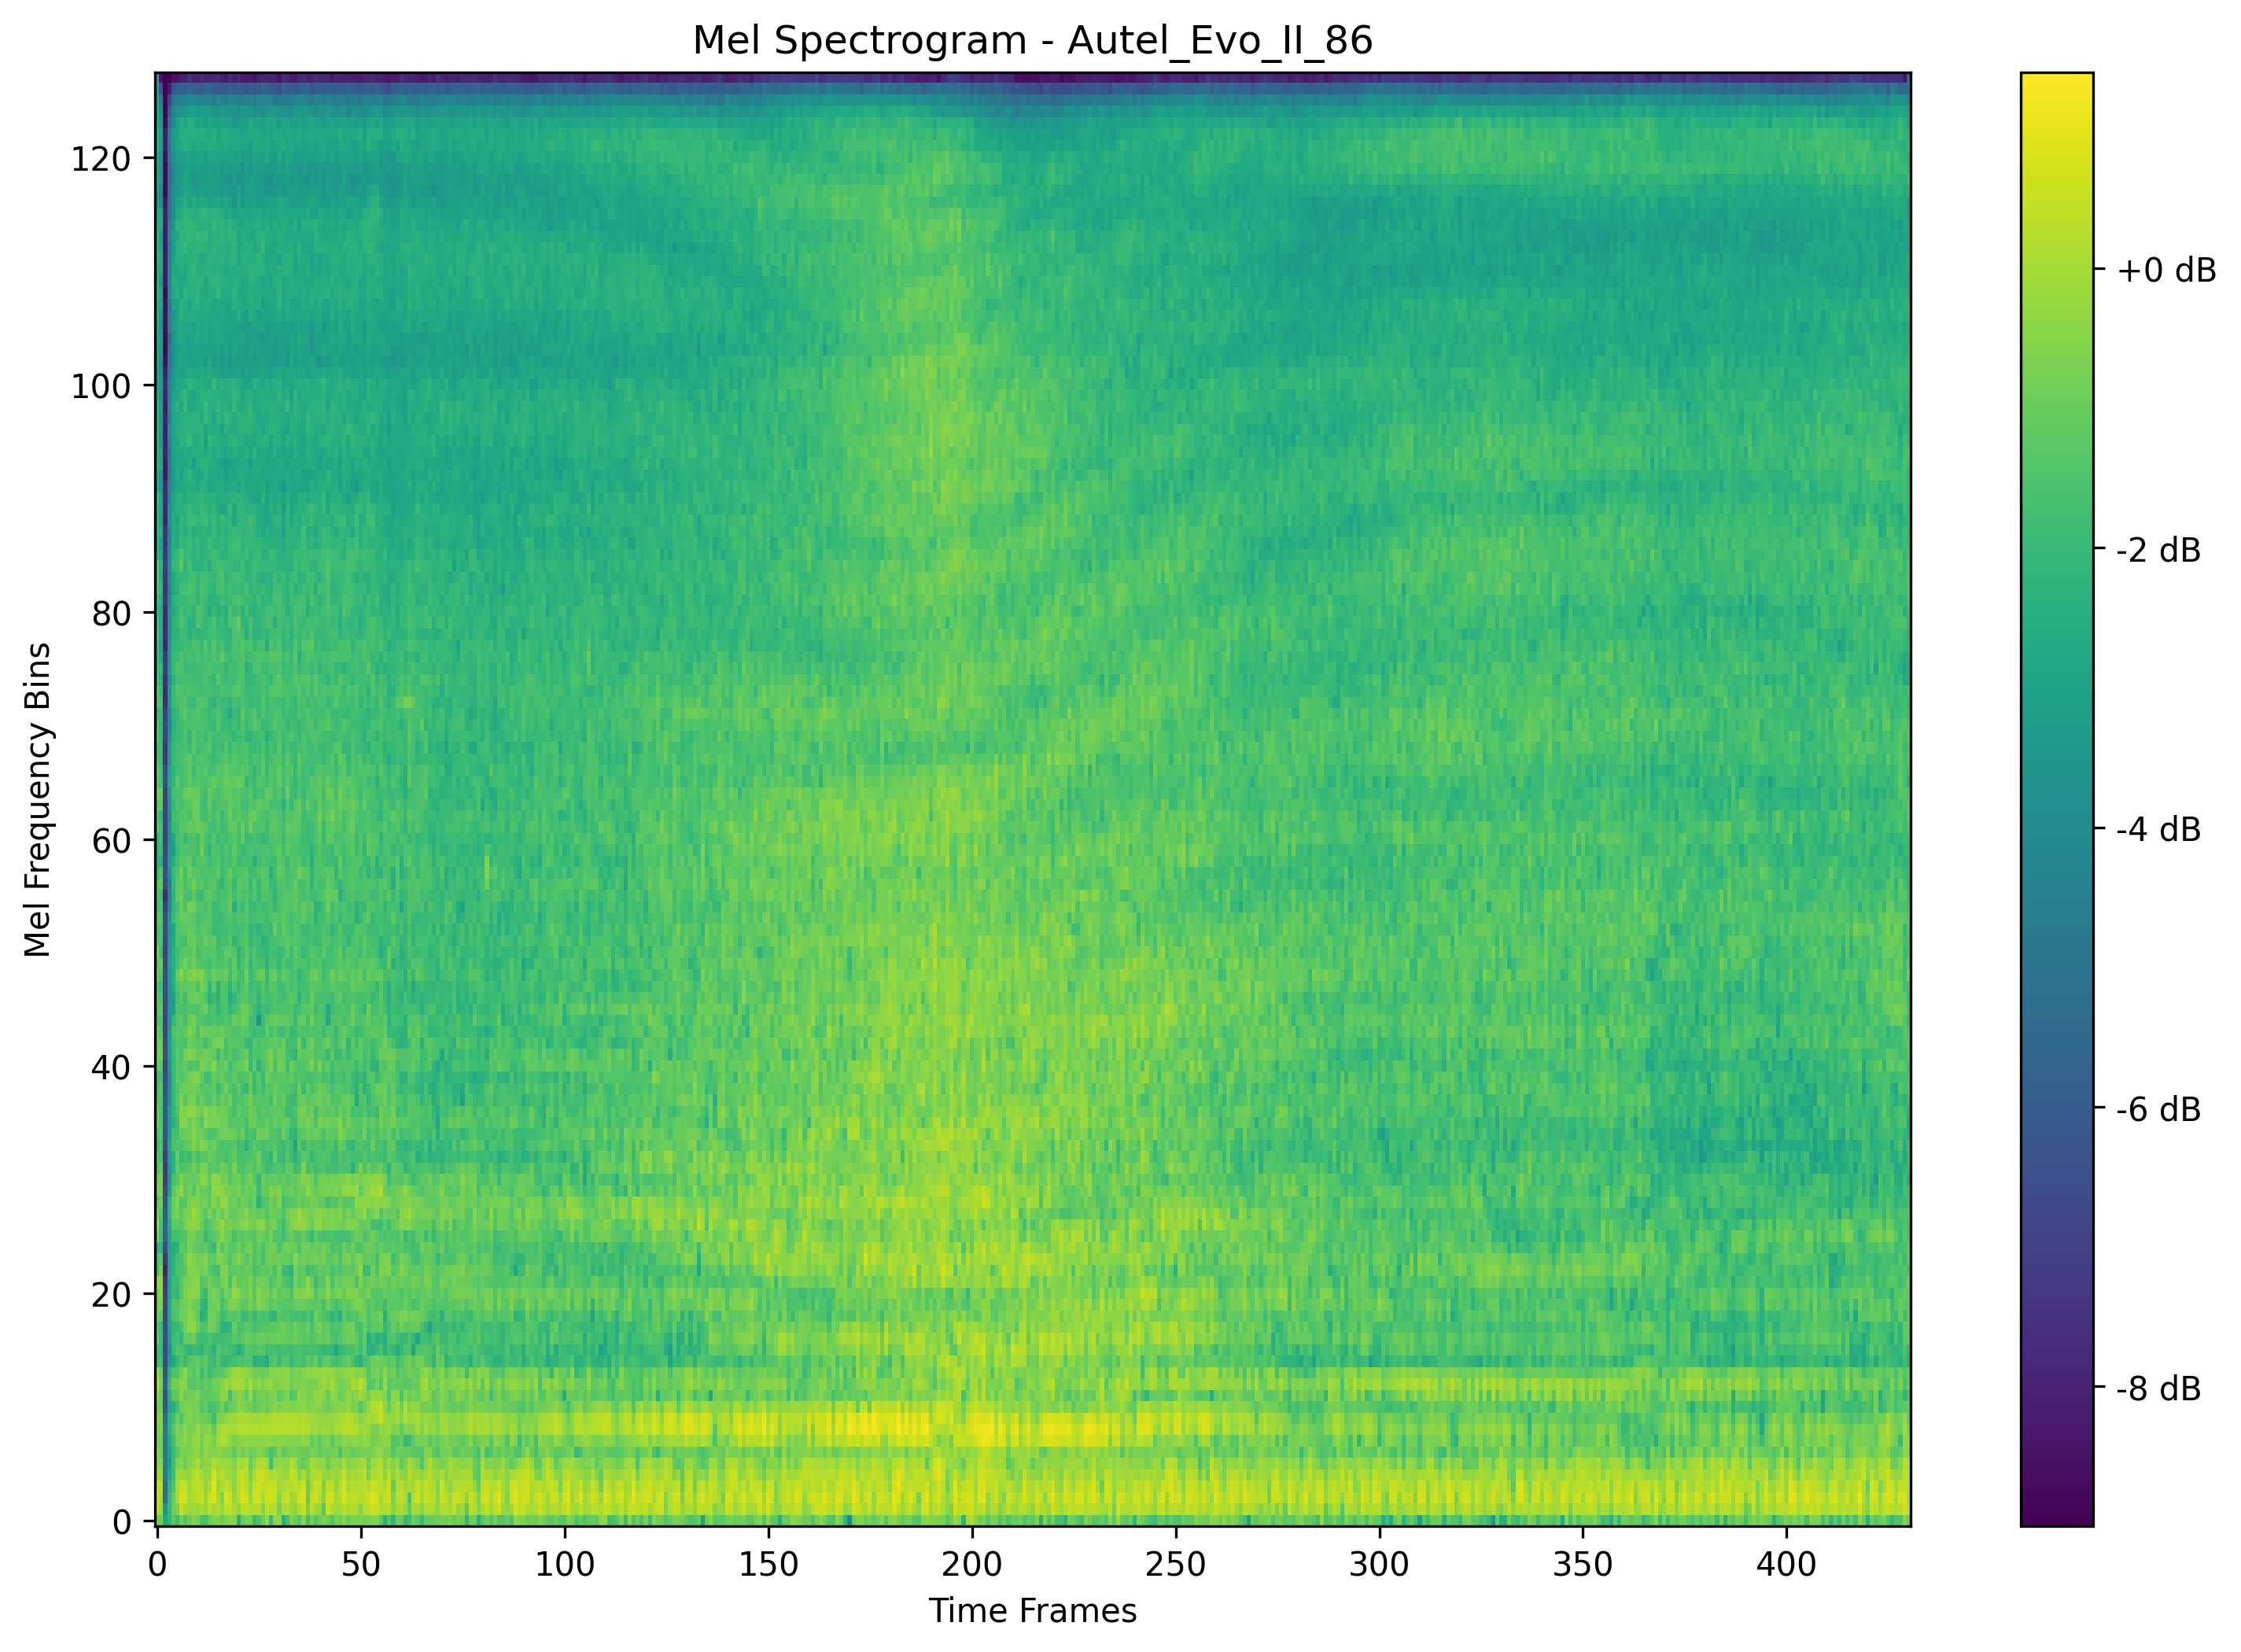 Mel Spectrogram - Autel_Evo_II_86
Mel Frequency Bins
120
100
80
60
40
20
0
0 50 100 150 200 250 300 350 400
Time Frames
+0 dB
-2 dB
-4 dB
-6 dB
-8 dB